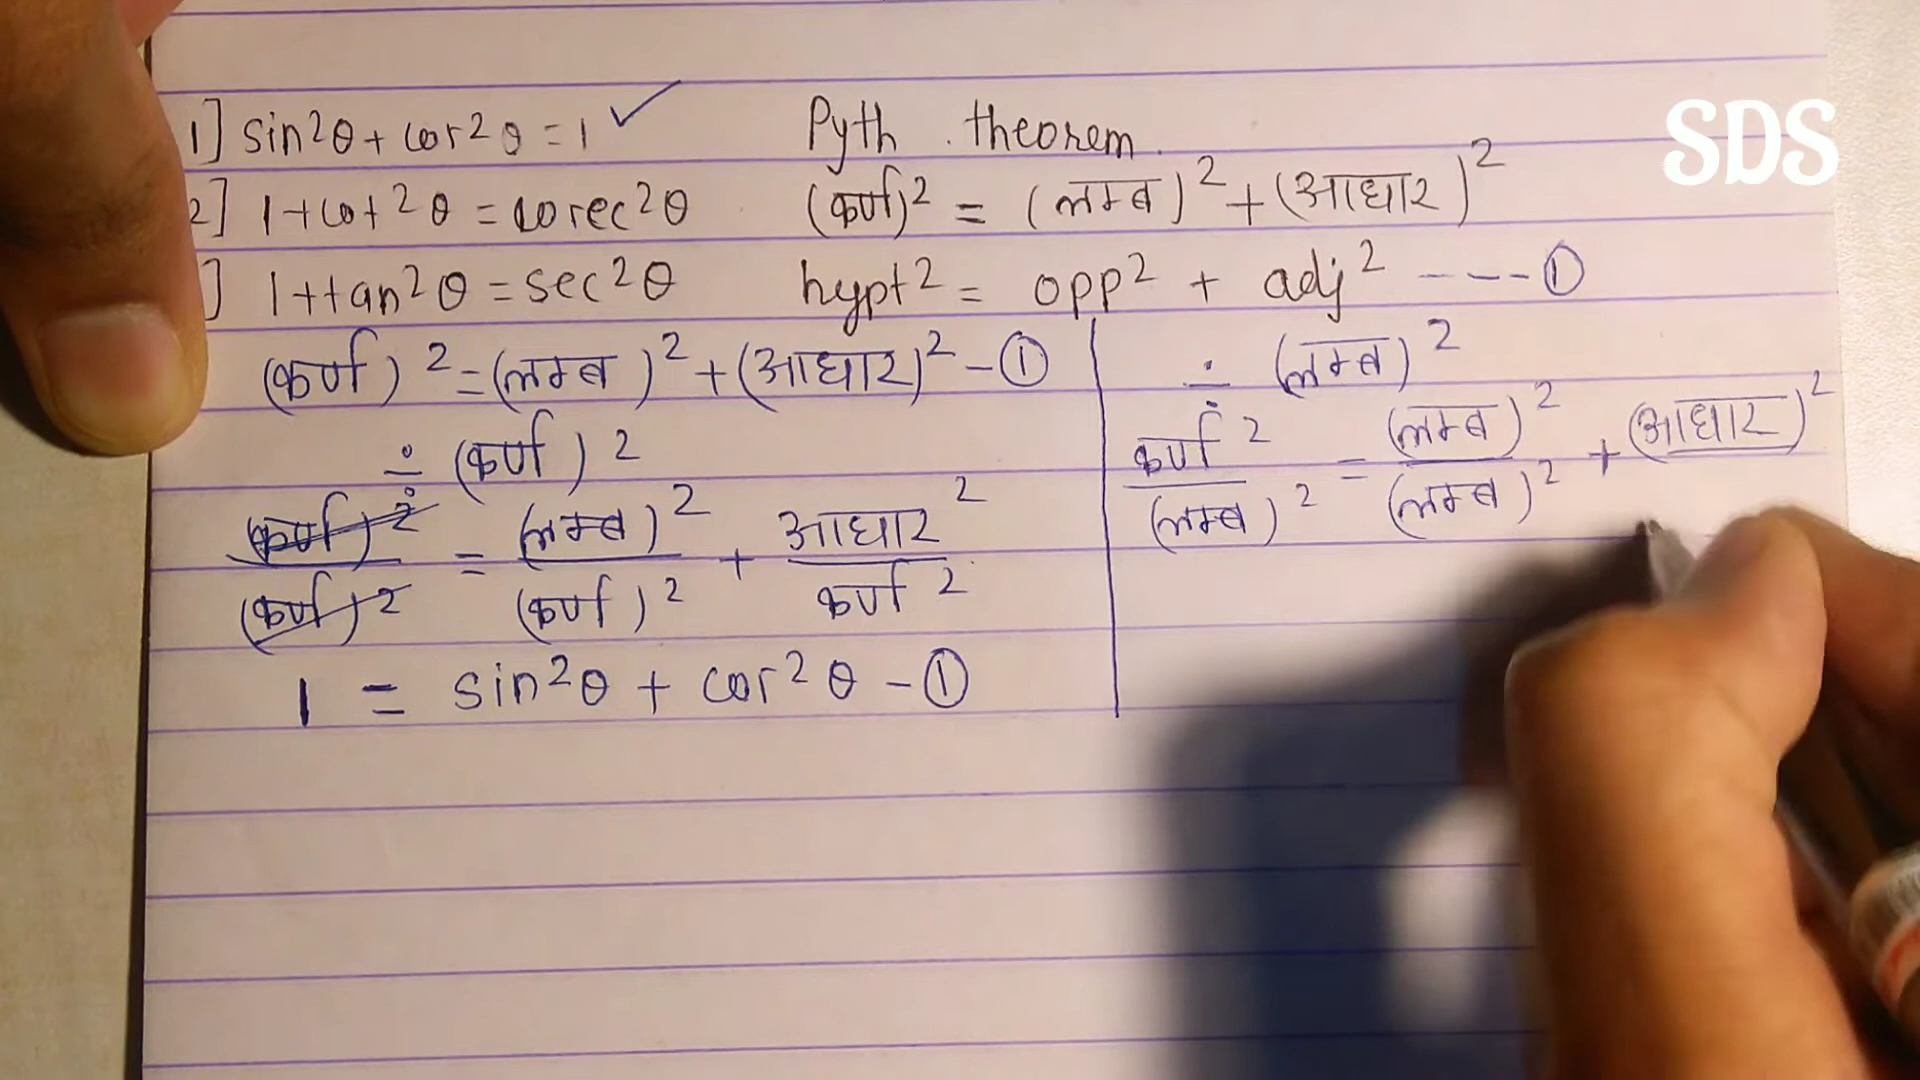 1] sin²θ + cos²θ = 1 ✓ Pyth. theorem.
2] 1+cot²θ = cosec²θ (कर्ण)² = (लम्ब)² + (आधार)²
] 1+tan²θ = sec²θ hypt² = opp² + adj² ---- ①
(कर्ण)² = (लम्ब)² + (आधार)² - ①
÷ (कर्ण)²
(कर्ण)² / (कर्ण)² = (लम्ब)² / (कर्ण)² + आधार² / कर्ण²
1 = sin²θ + cos²θ - ①
÷ (लम्ब)²
कर्ण² / (लम्ब)² = (लम्ब)² / (लम्ब)² + (आधार)²
SDS